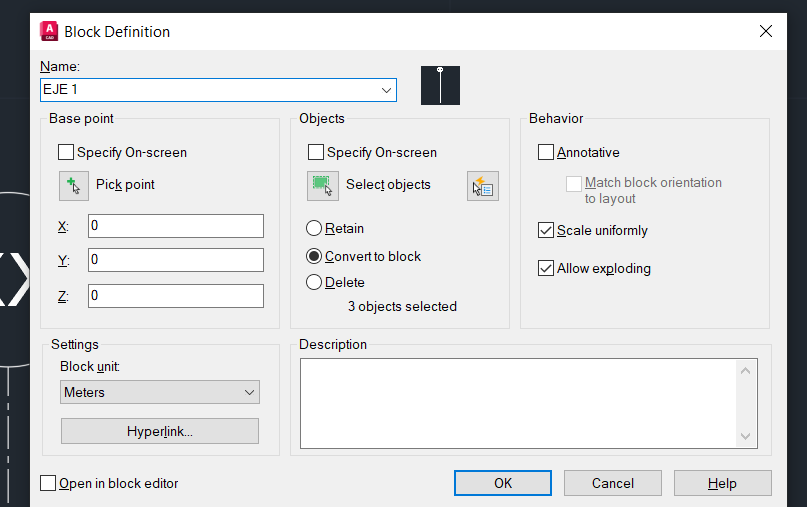 A
CAD
Block Definition
Name:
EJE 1
Base point
Specify On-screen
Pick point
X: 0
Y: 0
Z: 0
Objects
Specify On-screen
Select objects
Retain
Convert to block
Delete
3 objects selected
Behavior
Annotative
Match block orientation
to layout
Scale uniformly
Allow exploding
Settings
Block unit:
Meters
Hyperlink...
Description
Open in block editor
OK
Cancel
Help